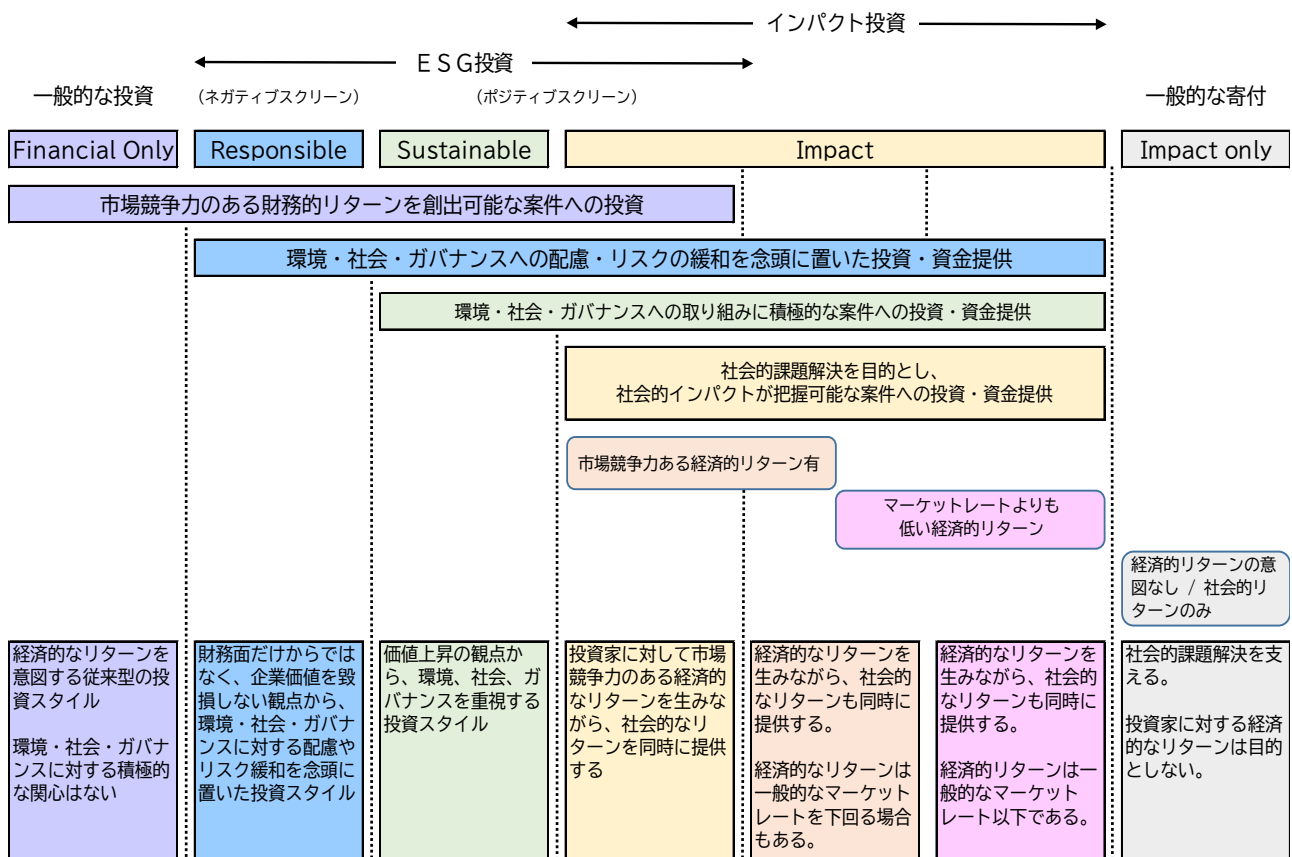 インパクト投資
ＥＳＧ投資
一般的な投資
（ネガティブスクリーン）
（ポジティブスクリーン）
一般的な寄付
Financial Only
Responsible
Sustainable
Impact
Impact only
市場競争力のある財務的リターンを創出可能な案件への投資
環境・社会・ガバナンスへの配慮・リスクの緩和を念頭に置いた投資・資金提供
環境・社会・ガバナンスへの取り組みに積極的な案件への投資・資金提供
社会的課題解決を目的とし、
社会的インパクトが把握可能な案件への投資・資金提供
市場競争力ある経済的リターン有
マーケットレートよりも
低い経済的リターン
経済的リターンの意
図なし / 社会的リ
ターンのみ
経済的なリターンを
意図する従来型の投
資スタイル
環境・社会・ガバナ
ンスに対する積極的
な関心はない
財務面だけからでは
なく、企業価値を毀
損しない観点から、
環境・社会・ガバナ
ンスに対する配慮や
リスク緩和を念頭に
置いた投資スタイル
価値上昇の観点か
ら、環境、社会、ガ
バナンスを重視する
投資スタイル
投資家に対して市場
競争力のある経済的
なリターンを生みな
がら、社会的なリ
ターンを同時に提供
する
経済的なリターンを
生みながら、社会的
なリターンも同時に
提供する。
経済的なリターンは
一般的なマーケット
レートを下回る場合
もある。
経済的なリターンを
生みながら、社会的
なリターンも同時に
提供する。
経済的リターンは一
般的なマーケット
レート以下である。
社会的課題解決を支
える。
投資家に対する経済
的なリターンは目的
としない。